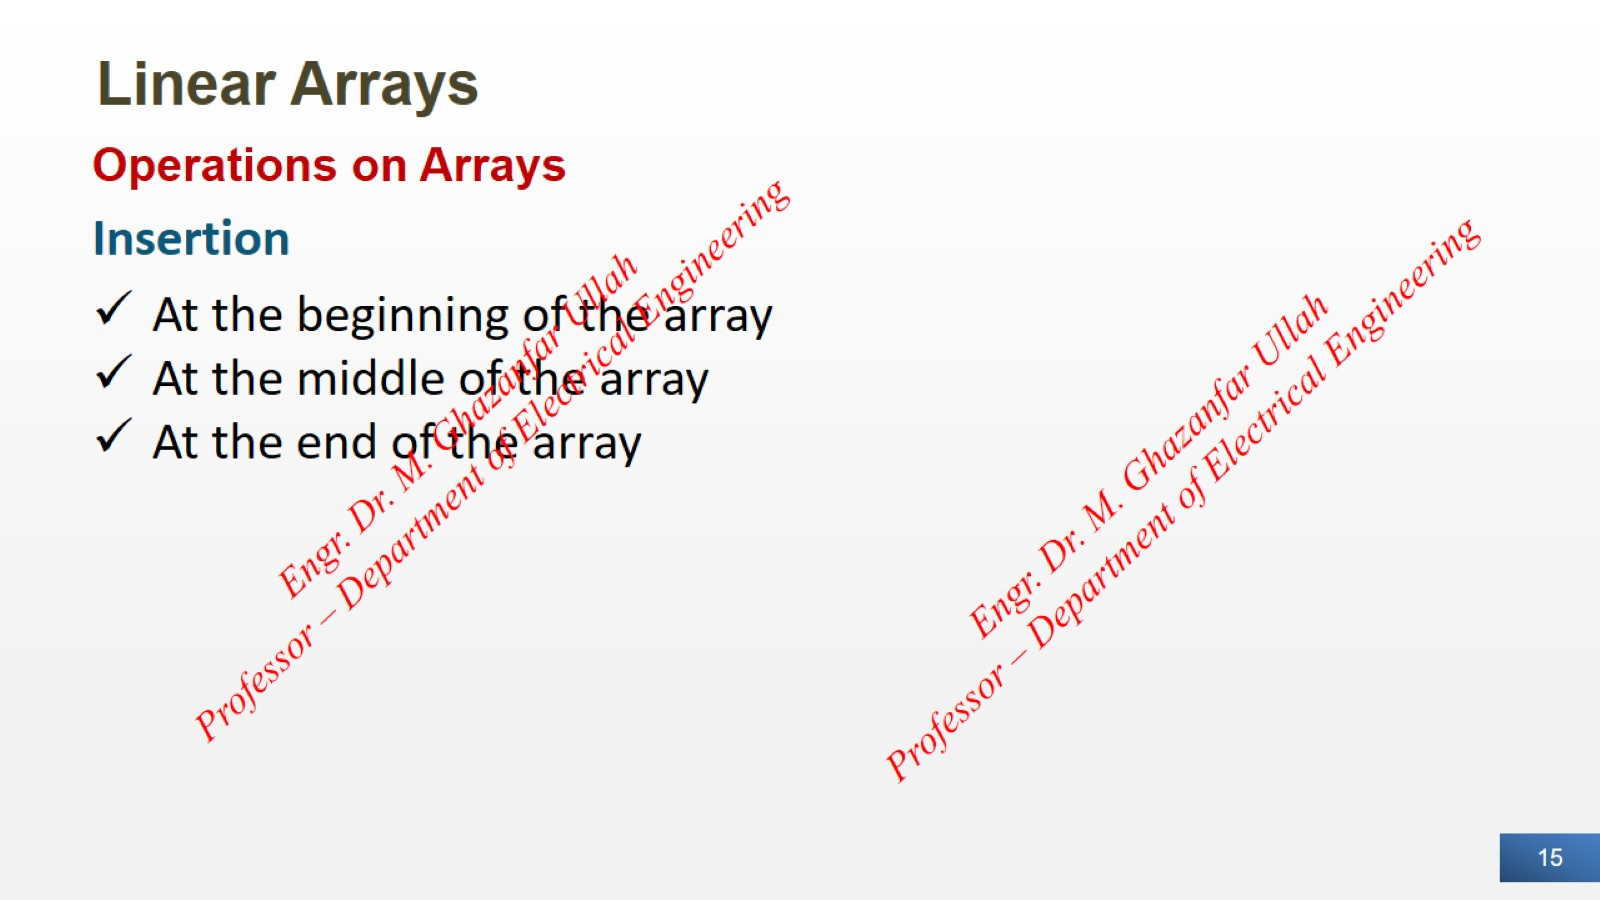 Linear Arrays
Operations on Arrays
Insertion
✓ At the beginning of the array
✓ At the middle of the array
✓ At the end of the array
Engr. Dr. M. Ghazanfar Ullah
Professor – Department of Electrical Engineering
Engr. Dr. M. Ghazanfar Ullah
Professor – Department of Electrical Engineering
15